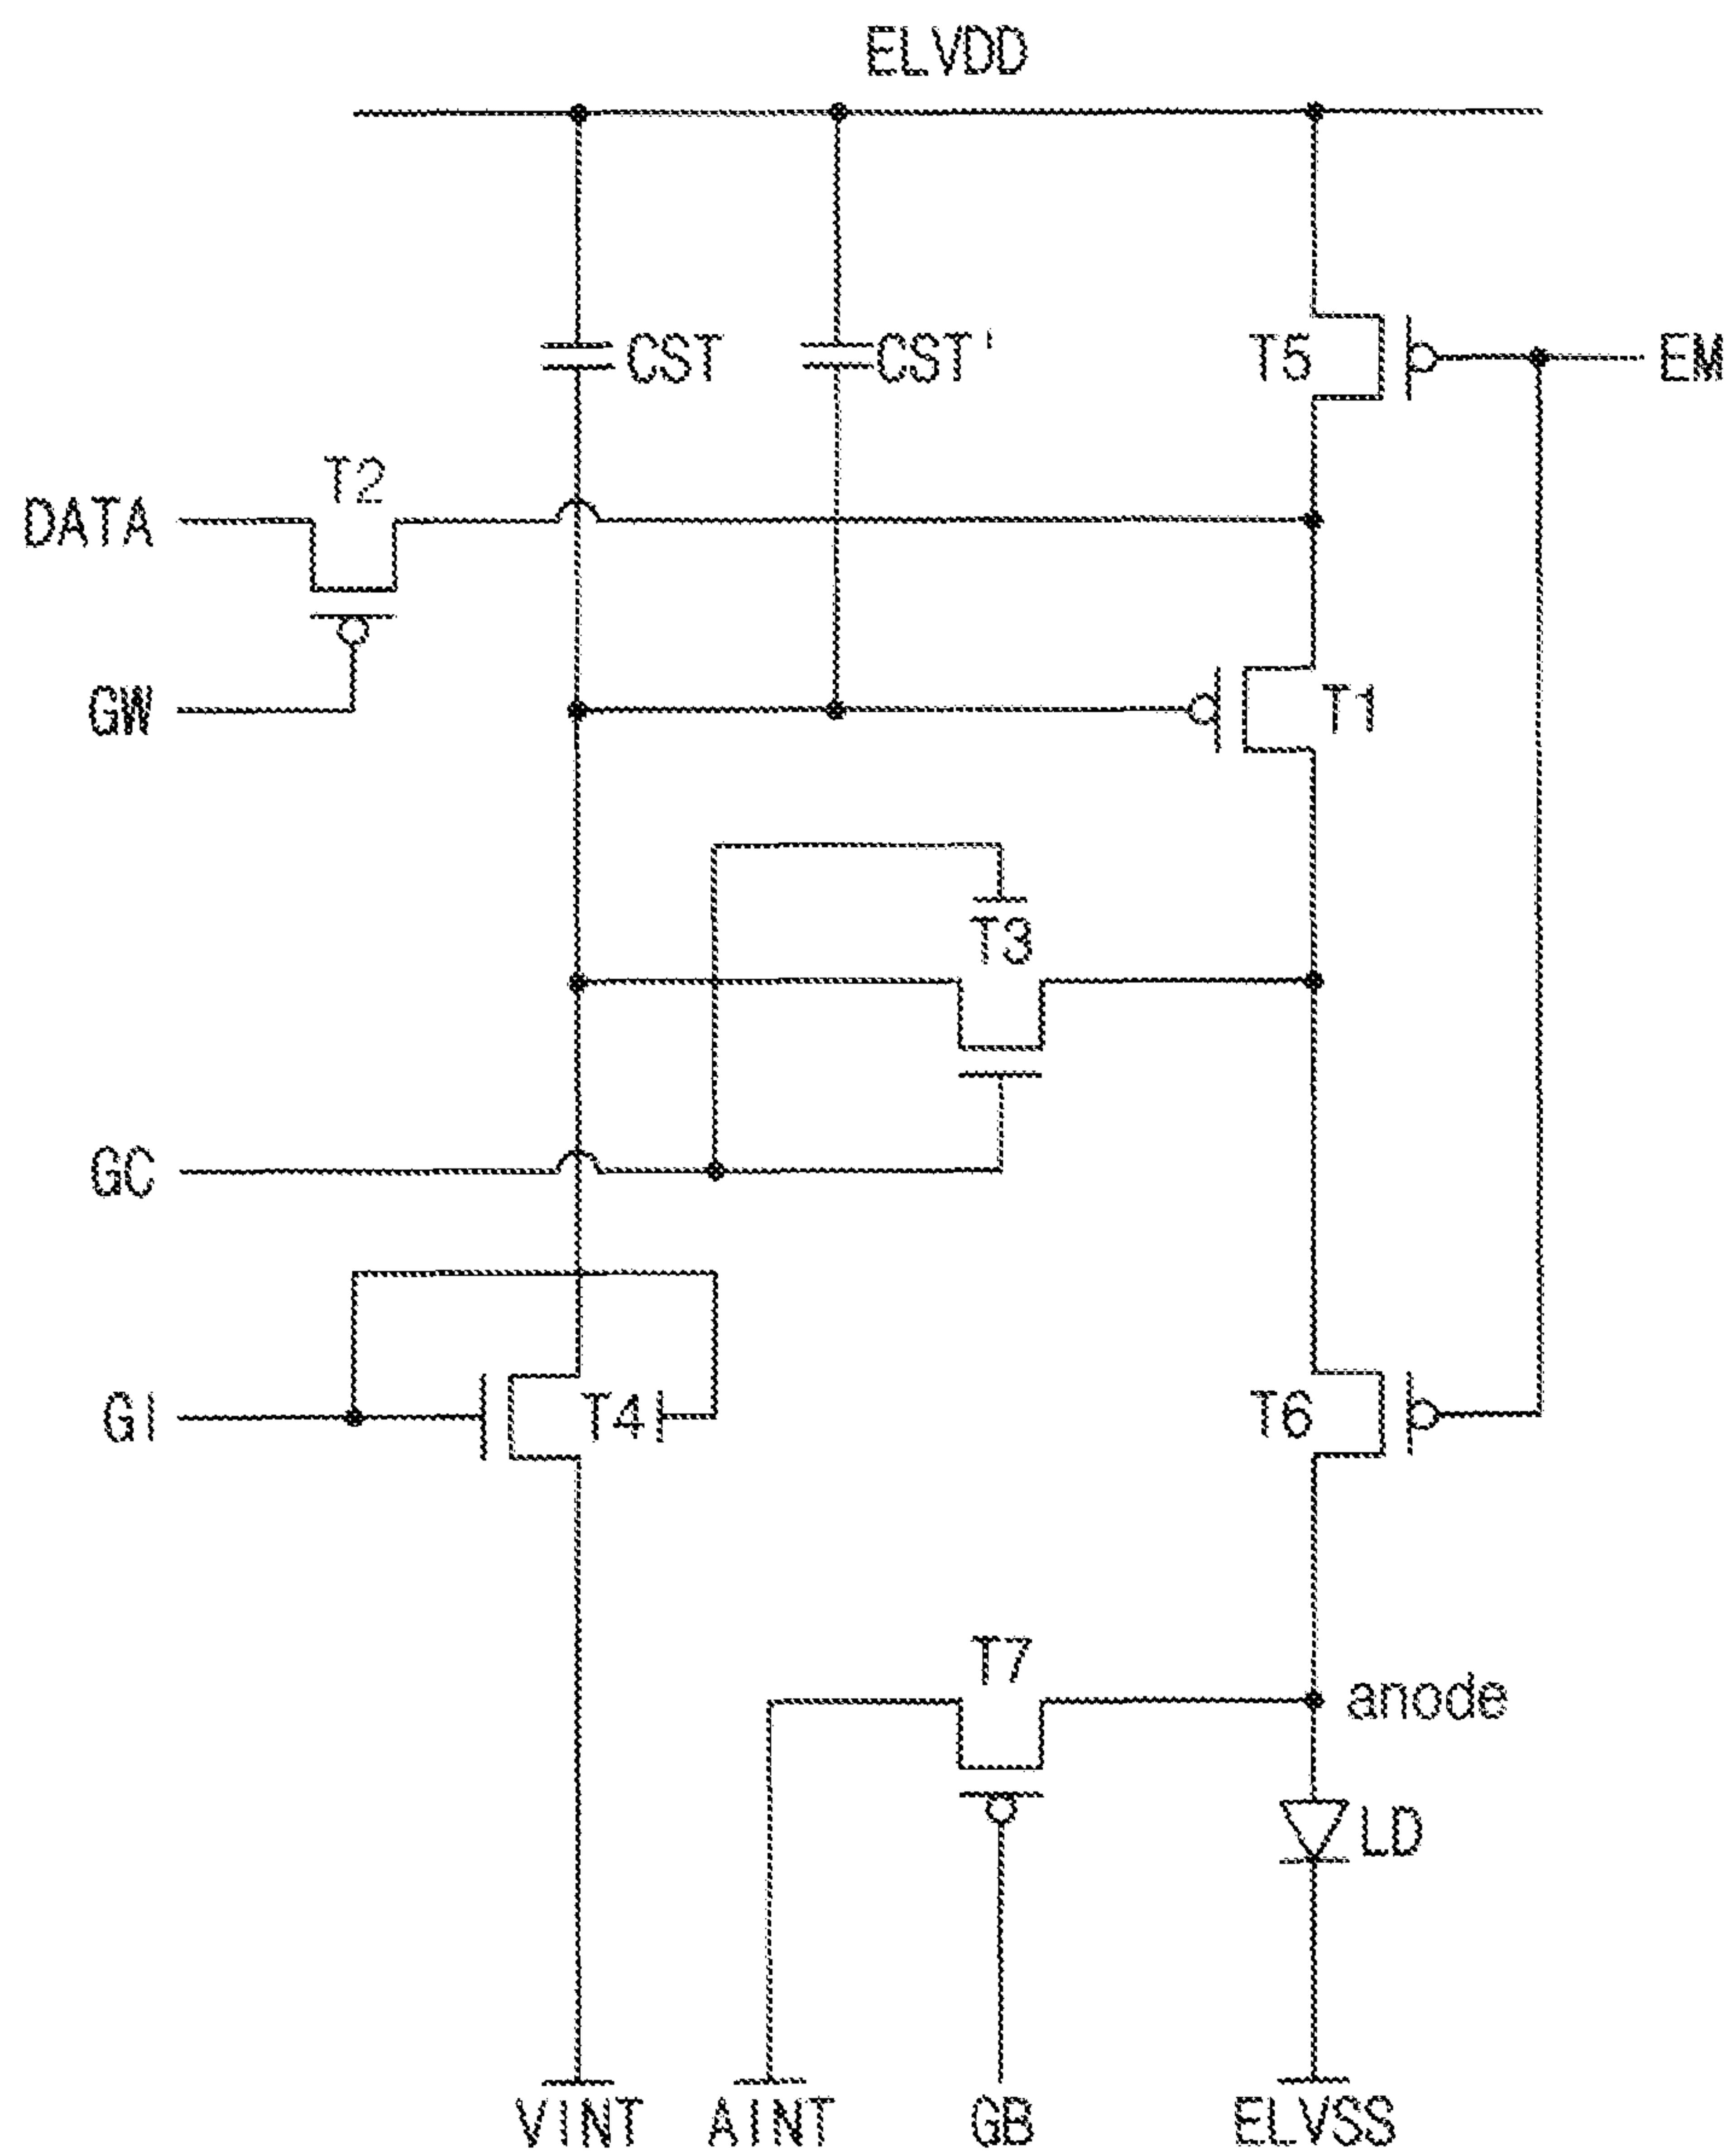 ELVDD
CST
CST'
T5
EM
T2
DATA
GW
T1
T3
GC
GI
T4
T6
T7
anode
LD
VINT
AINT
GB
ELVSS